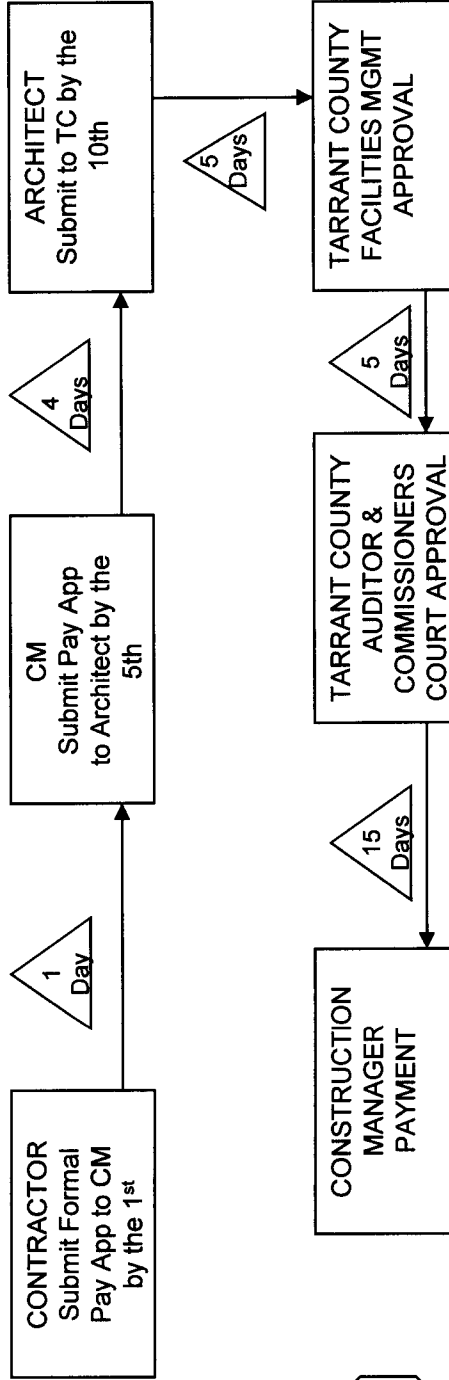 CONTRACTOR
Submit Formal
Pay App to CM
by the 1st
1
Day
CM
Submit Pay App
to Architect by the
5th
4
Days
ARCHITECT
Submit to TC by the
10th
5
Days
TARRANT COUNTY
FACILITIES MGMT
APPROVAL
5
Days
TARRANT COUNTY
AUDITOR &
COMMISSIONERS
COURT APPROVAL
15
Days
CONSTRUCTION
MANAGER
PAYMENT